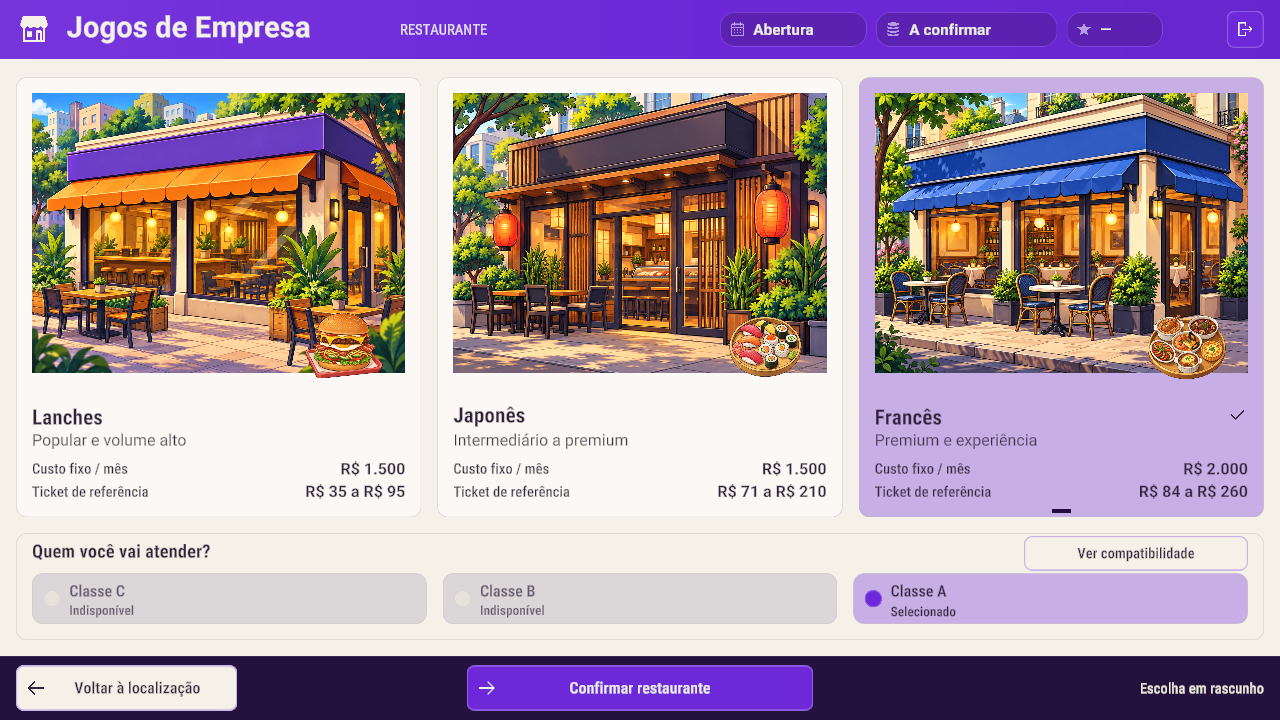 Jogos de Empresa
RESTAURANTE
Abertura
A confirmar
–
Lanches
Popular e volume alto
Custo fixo / mês R$ 1.500
Ticket de referência R$ 35 a R$ 95
Japonês
Intermediário a premium
Custo fixo / mês R$ 1.500
Ticket de referência R$ 71 a R$ 210
Francês
Premium e experiência
Custo fixo / mês R$ 2.000
Ticket de referência R$ 84 a R$ 260
Quem você vai atender?
Ver compatibilidade
Classe C
Indisponível
Classe B
Indisponível
Classe A
Selecionado
Voltar à localização
Confirmar restaurante
Escolha em rascunho